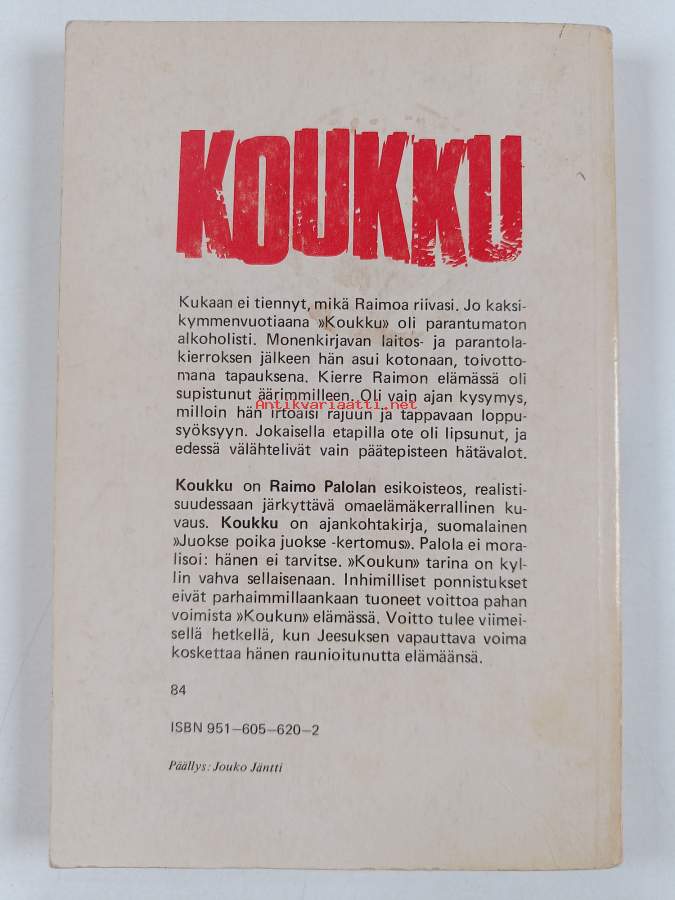 KOUKKU
Kukaan ei tiennyt, mikä Raimoa riivasi. Jo kaksi-
kymmenvuotiaana »Koukku» oli parantumaton
alkoholisti. Monenkirjavan laitos- ja parantola-
kierroksen jälkeen hän asui kotonaan, toivotto-
mana tapauksena. Kierre Raimon elämässä oli
supistunut äärimmilleen. Oli vain ajan kysymys,
Antikvariaatti.net
milloin hän irtoaisi rajuun ja tappavaan loppu-
syöksyyn. Jokaisella etapilla ote oli lipsunut, ja
edessä välähtelivät vain päätepisteen hätävalot.
Koukku on Raimo Palolan esikoisteos, realisti-
suudessaan järkyttävä omaelämäkerrallinen ku-
vaus. Koukku on ajankohtakirja, suomalainen
»Juokse poika juokse -kertomus». Palola ei mora-
lisoi: hänen ei tarvitse. »Koukun» tarina on kyl-
lin vahva sellaisenaan. Inhimilliset ponnistukset
eivät parhaimmillaankaan tuoneet voittoa pahan
voimista »Koukun» elämässä. Voitto tulee viimei-
sellä hetkellä, kun Jeesuksen vapauttava voima
koskettaa hänen raunioitunutta elämäänsä.
84
ISBN 951—605—620—2
Päällys: Jouko Jäntti